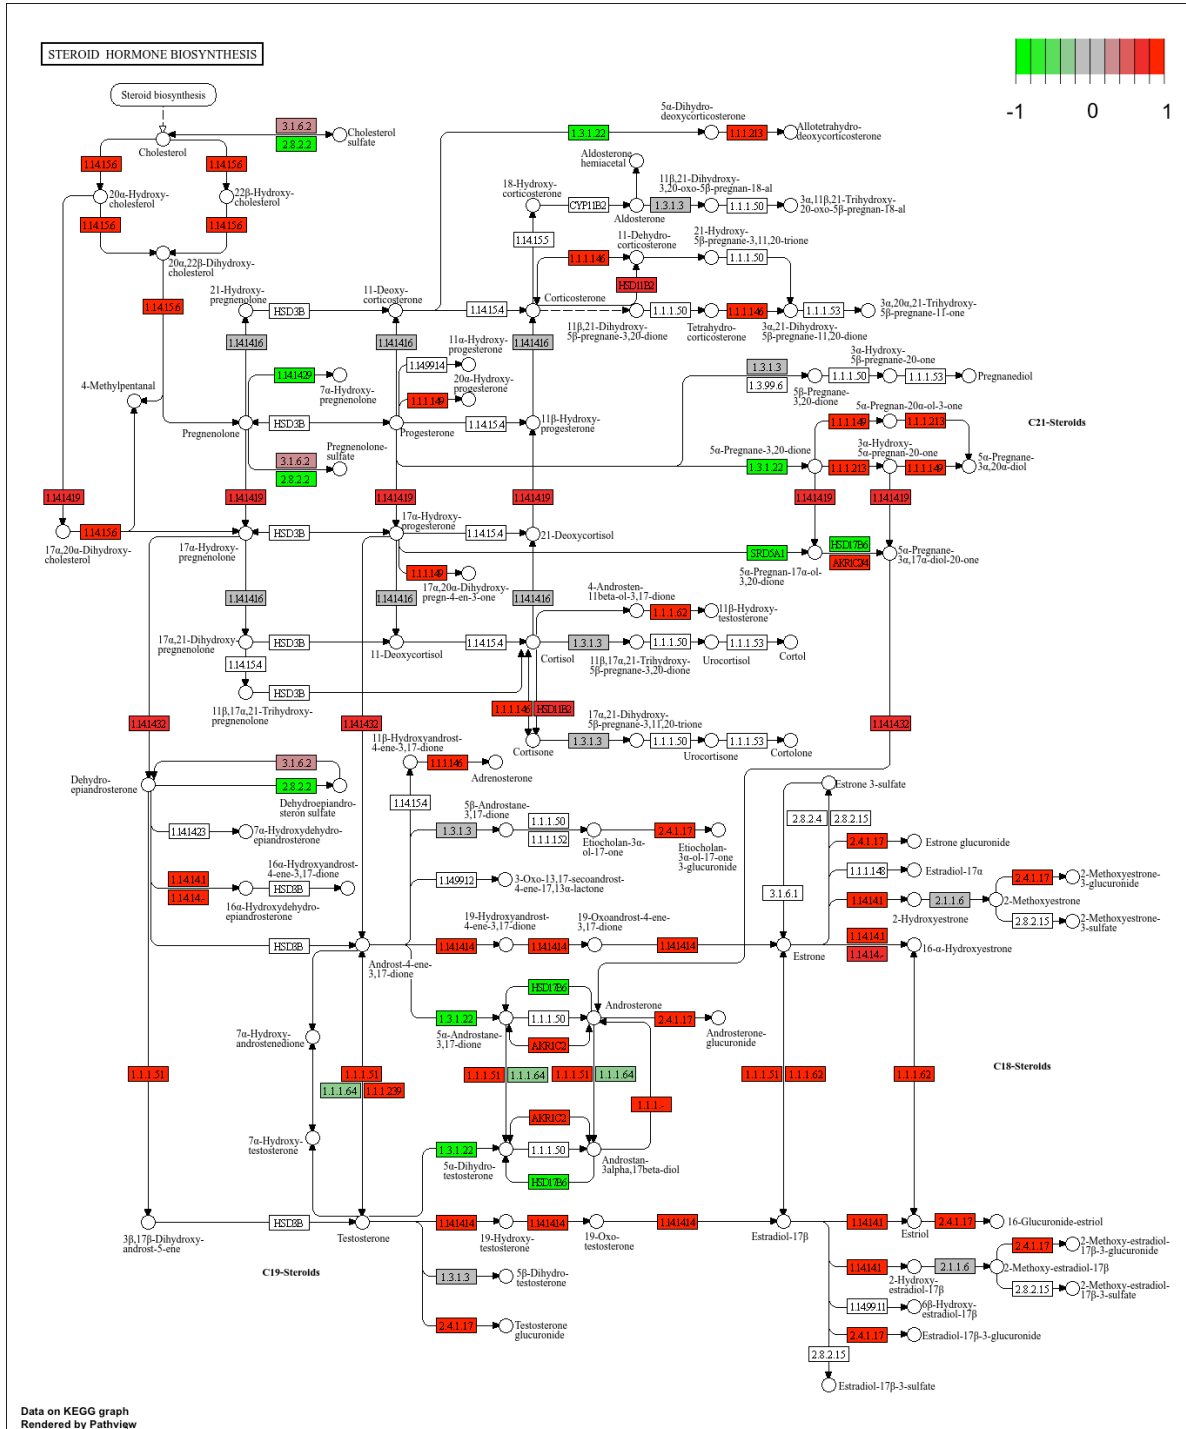 STEROID HORMONE BIOSYNTHESIS
-1
0
1
Steroid biosynthesis
Cholesterol
3.1.6.2
2.8.2.2
Cholesterol
sulfate
1.14.15.6
1.14.15.6
20α-Hydroxy-
cholesterol
22β-Hydroxy-
cholesterol
1.14.15.6
1.14.15.6
20α,22β-Dihydroxy-
cholesterol
1.14.15.6
5α-Dihydro-
deoxycorticosterone
1.3.1.22
1.1.1.213
Allotetrahydro-
deoxycorticosterone
Aldosterone
hemiacetal
18-Hydroxy-
corticosterone
CYP11B2
Aldosterone
11β,21-Dihydroxy-
3,20-oxo-5β-pregnan-18-al
1.3.1.3
1.1.1.50
3α,11β,21-Trihydroxy-
20-oxo-5β-pregnan-18-al
1.14.15.5
11-Dehydro-
corticosterone
21-Hydroxy-
5β-pregnane-3,11,20-trione
1.1.1.146
1.1.1.50
HSD11B2
21-Hydroxy-
pregnenolone
HSD3B
11-Deoxy-
corticosterone
1.14.15.4
Corticosterone
11β,21-Dihydroxy-
5β-pregnane-3,20-dione
1.1.1.50
Tetrahydro-
corticosterone
1.1.1.146
3α,21-Dihydroxy-
5β-pregnane-11,20-dione
1.1.1.53
3α,20α,21-Trihydroxy-
5β-pregnane-11-one
1.14.14.16
1.14.14.16
1.14.14.16
11α-Hydroxy-
progesterone
1.14.99.14
20α-Hydroxy-
progesterone
1.1.1.149
4-Methylpentanal
1.14.14.29
7α-Hydroxy-
pregnenolone
Pregnenolone
HSD3B
Progesterone
1.14.15.4
11β-Hydroxy-
progesterone
3.1.6.2
2.8.2.2
Pregnenolone-
sulfate
1.3.1.3
1.3.99.6
5β-Pregnane-
3,20-dione
1.1.1.50
3α-Hydroxy-
5β-pregnane-20-one
1.1.1.53
Pregnanediol
5α-Pregnan-20α-ol-3-one
1.1.1.149
1.1.1.213
C21-Steroids
5α-Pregnane-3,20-dione
1.3.1.22
1.1.1.213
3α-Hydroxy-
5α-pregnan-20-one
1.1.1.149
5α-Pregnane-
3α,20α-diol
1.14.14.19
1.14.14.19
1.14.14.19
1.14.14.19
1.14.14.19
1.14.14.19
1.14.15.6
17α,20α-Dihydroxy-
cholesterol
17α-Hydroxy-
pregnenolone
HSD3B
17α-Hydroxy-
progesterone
1.14.15.4
21-Deoxycortisol
1.1.1.149
17α,20α-Dihydroxy-
pregn-4-en-3-one
SRD5A1
5α-Pregnan-17α-ol-
3,20-dione
HSD17B6
AKR1C24
5α-Pregnane-
3α,17α-diol-20-one
1.14.14.16
1.14.14.16
1.14.14.16
4-Androsten-
11beta-ol-3,17-dione
1.1.1.62
11β-Hydroxy-
testosterone
17α,21-Dihydroxy-
pregnenolone
HSD3B
11-Deoxycortisol
1.14.15.4
Cortisol
1.3.1.3
11β,17α,21-Trihydroxy-
5β-pregnane-3,20-dione
1.1.1.50
Urocortisol
1.1.1.53
Cortol
1.14.15.4
HSD3B
11β,17α,21-Trihydroxy-
pregnenolone
1.1.1.146
HSD11B2
17α,21-Dihydroxy-
5β-pregnane-3,11,20-trione
Cortisone
1.3.1.3
1.1.1.50
Urocortisone
1.1.1.53
Cortolone
1.14.14.32
1.14.14.32
1.14.14.32
11β-Hydroxyandrost-
4-ene-3,17-dione
1.1.1.146
Adrenosterone
Dehydro-
epiandrosterone
3.1.6.2
2.8.2.2
Dehydroepiandro-
steron sulfate
1.14.15.4
1.14.14.23
7α-Hydroxydehydro-
epiandrosterone
5β-Androstane-
3,17-dione
1.3.1.3
1.1.1.50
1.1.1.152
Etiocholan-3α-
ol-17-one
2.4.1.17
Etiocholan-
3α-ol-17-one
3-glucuronide
Estrone 3-sulfate
2.8.2.4
2.8.2.15
2.4.1.17
Estrone glucuronide
1.1.1.148
Estradiol-17α
16α-Hydroxyandrost-
4-ene-3,17-dione
1.14.14.1
1.14.14.-
HSD3B
16α-Hydroxydehydro-
epiandrosterone
1.14.99.12
3-Oxo-13,17-secoandrost-
4-ene-17,13α-lactone
3.1.6.1
1.14.14.1
2-Hydroxyestrone
2.1.1.6
2-Methoxyestrone
2.4.1.17
2-Methoxyestrone-
3-glucuronide
2.8.2.15
2-Methoxyestrone-
3-sulfate
19-Hydroxyandrost-
4-ene-3,17-dione
19-Oxoandrost-4-ene-
3,17-dione
HSD3B
Androst-4-ene-
3,17-dione
1.14.14.14
1.14.14.14
1.14.14.14
Estrone
1.14.14.1
1.14.14.-
16-α-Hydroxyestrone
HSD17B6
1.3.1.22
5α-Androstane-
3,17-dione
1.1.1.50
Androsterone
2.4.1.17
Androsterone-
glucuronide
AKR1C2
7α-Hydroxy-
androstenedione
1.1.1.51
1.1.1.51
1.1.1.64
1.1.1.239
1.1.1.51
1.1.1.64
1.1.1.51
1.1.1.64
1.1.1.51
1.1.1.62
1.1.1.62
C18-Steroids
1.1.1.-
AKR1C2
7α-Hydroxy-
testosterone
1.3.1.22
5α-Dihydro-
testosterone
1.1.1.50
Androstan-
3alpha,17beta-diol
HSD17B6
3β,17β-Dihydroxy-
androst-5-ene
HSD3B
Testosterone
1.14.14.14
19-Hydroxy-
testosterone
1.14.14.14
19-Oxo-
testosterone
1.14.14.14
Estradiol-17β
1.14.14.1
Estriol
2.4.1.17
16-Glucuronide-estriol
C19-Steroids
1.3.1.3
5β-Dihydro-
testosterone
1.14.14.1
2-Hydroxy-
estradiol-17β
2.1.1.6
2-Methoxy-estradiol-17β
2.4.1.17
2-Methoxy-estradiol-
17β-3-glucuronide
2.8.2.15
2-Methoxy-estradiol-
17β-3-sulfate
1.14.99.11
6β-Hydroxy-
estradiol-17β
2.4.1.17
Testosterone
glucuronide
2.4.1.17
Estradiol-17β-3-glucuronide
2.8.2.15
Estradiol-17β-3-sulfate
Data on KEGG graph
Rendered by Pathview